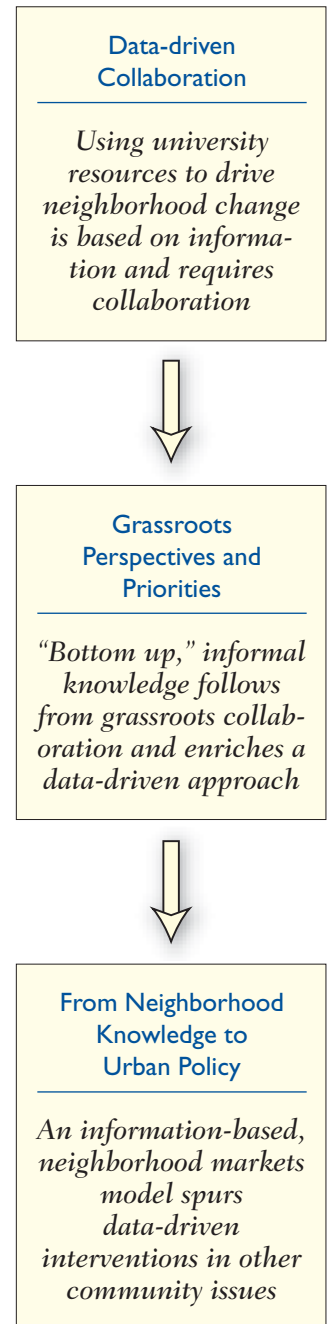 Data-driven
Collaboration
Using university
resources to drive
neighborhood change
is based on informa-
tion and requires
collaboration
Grassroots
Perspectives and
Priorities
“Bottom up,” informal
knowledge follows
from grassroots collab-
oration and enriches a
data-driven approach
From Neighborhood
Knowledge to
Urban Policy
An information-based,
neighborhood markets
model spurs
data-driven
interventions in other
community issues